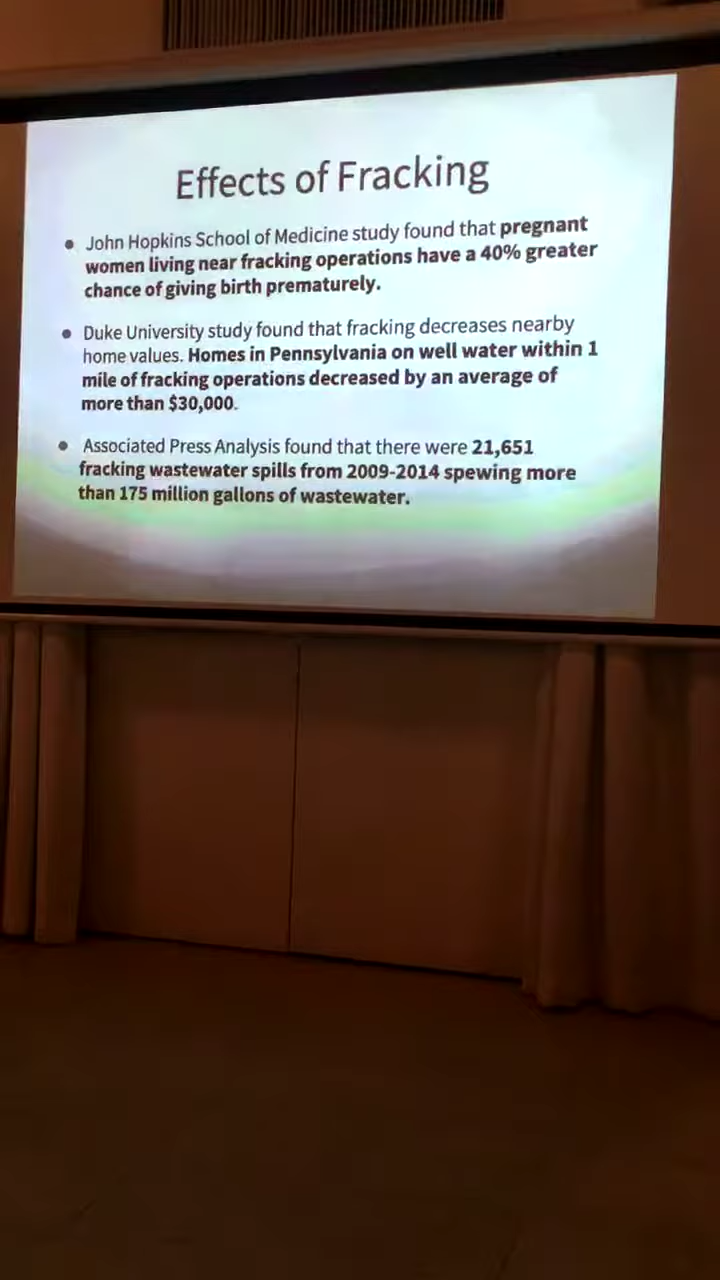 Effects of Fracking
• John Hopkins School of Medicine study found that pregnant
women living near fracking operations have a 40% greater
chance of giving birth prematurely.
• Duke University study found that fracking decreases nearby
home values. Homes in Pennsylvania on well water within 1
mile of fracking operations decreased by an average of
more than $30,000.
• Associated Press Analysis found that there were 21,651
fracking wastewater spills from 2009-2014 spewing more
than 175 million gallons of wastewater.